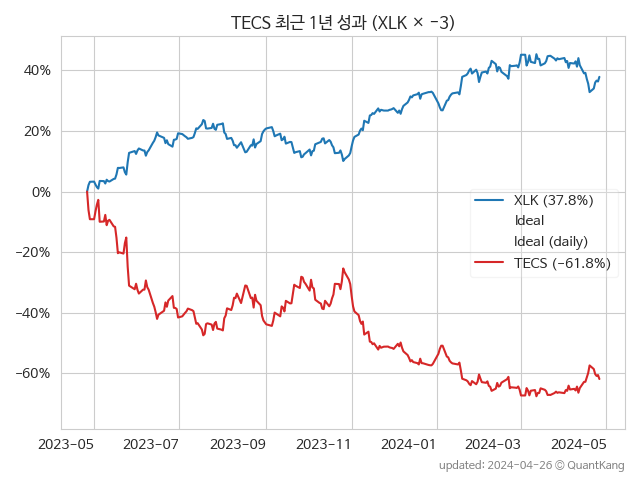 TECS 최근 1년 성과 (XLK × −3)
40%
20%
0%
−20%
−40%
−60%
XLK (37.8%)
Ideal
Ideal (daily)
TECS (−61.8%)
2023-05 2023-07 2023-09 2023-11 2024-01 2024-03 2024-05
updated: 2024-04-26 © QuantKang